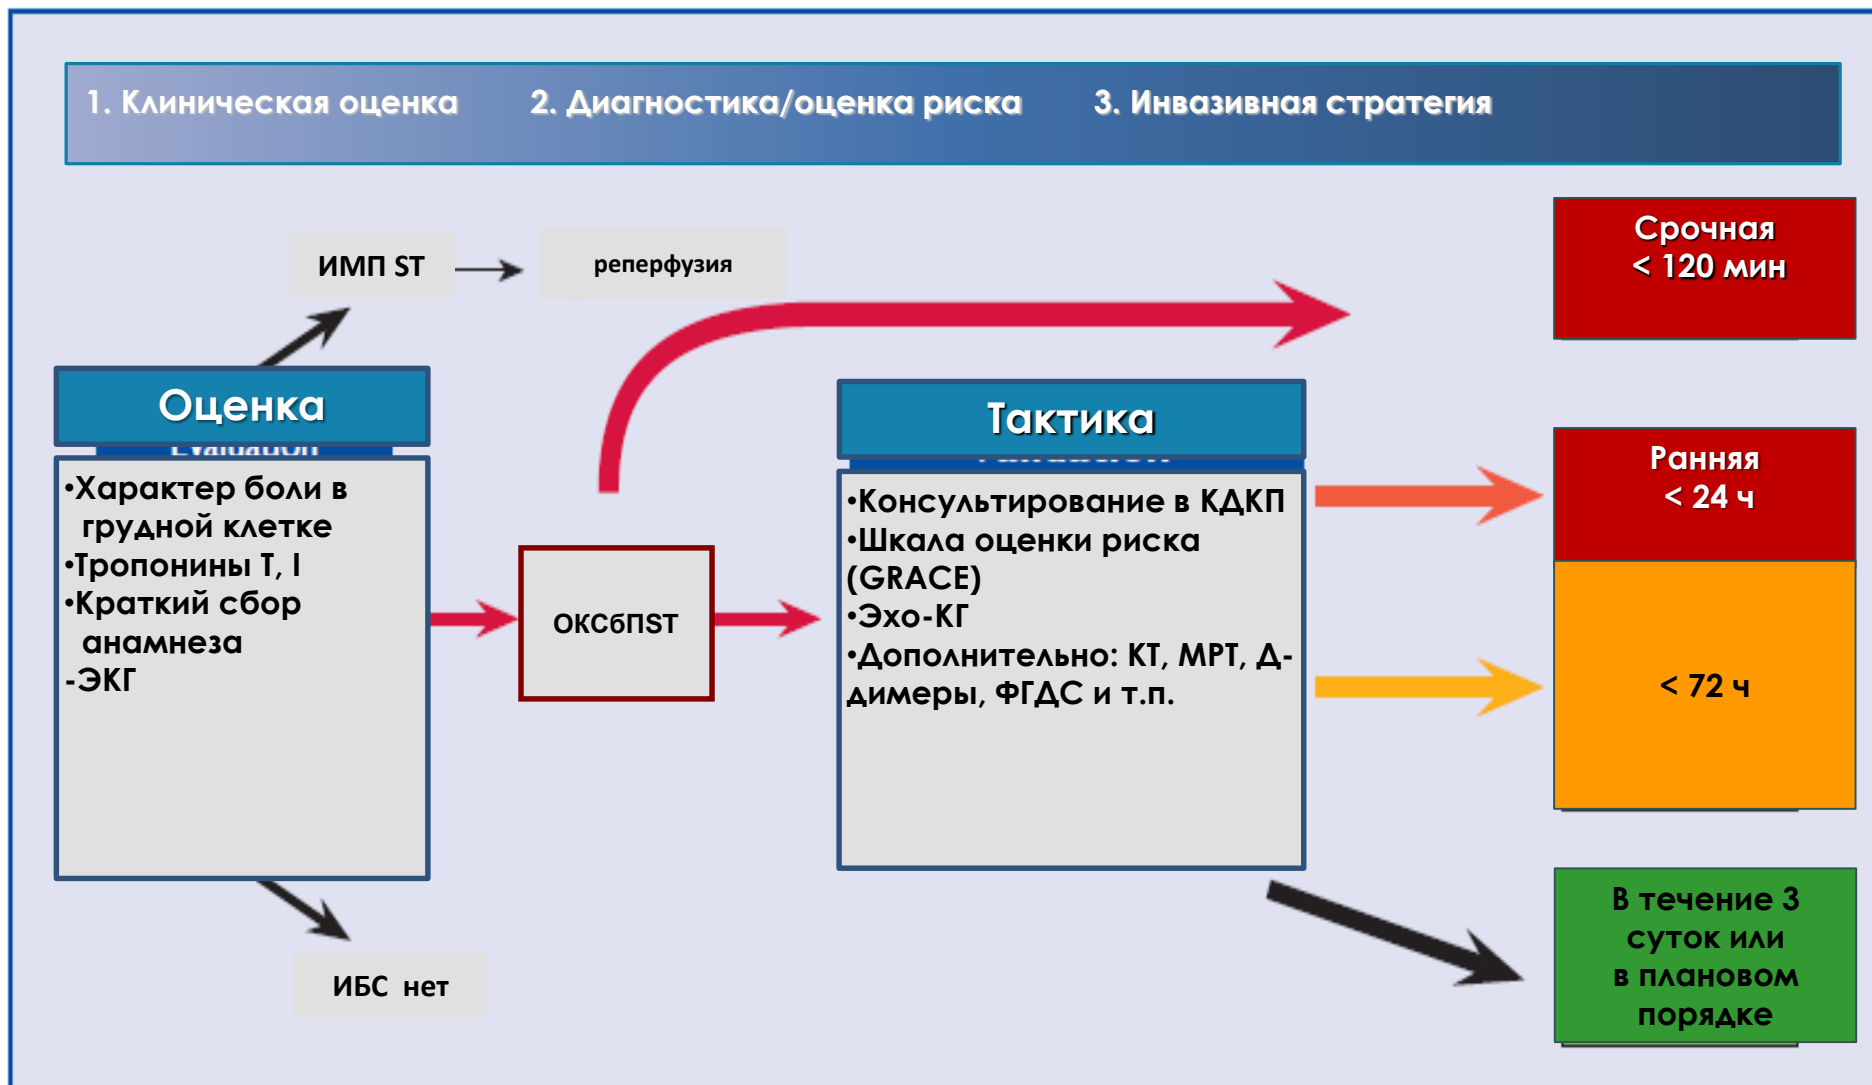 1. Клиническая оценка 2. Диагностика/оценка риска 3. Инвазивная стратегия
ИМП ST
реперфузия
Срочная
< 120 мин
Оценка
Evaluation
•Характер боли в
грудной клетке
•Тропонины Т, I
•Краткий сбор
анамнеза
-ЭКГ
ОКСбПST
Тактика
•Консультирование в КДКП
•Шкала оценки риска
(GRACE)
•Эхо-КГ
•Дополнительно: КТ, МРТ, Д-
димеры, ФГДС и т.п.
Ранняя
< 24 ч
< 72 ч
В течение 3
суток или
в плановом
порядке
ИБС нет